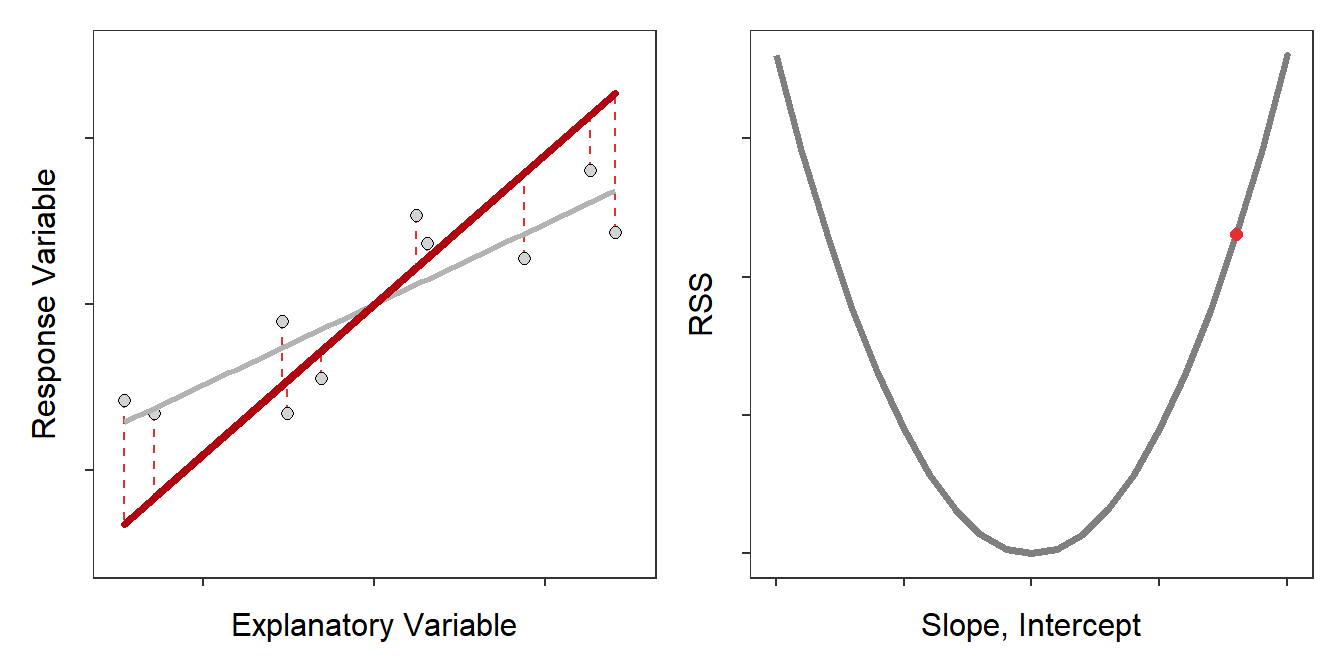 Response Variable
Explanatory Variable
RSS
Slope, Intercept